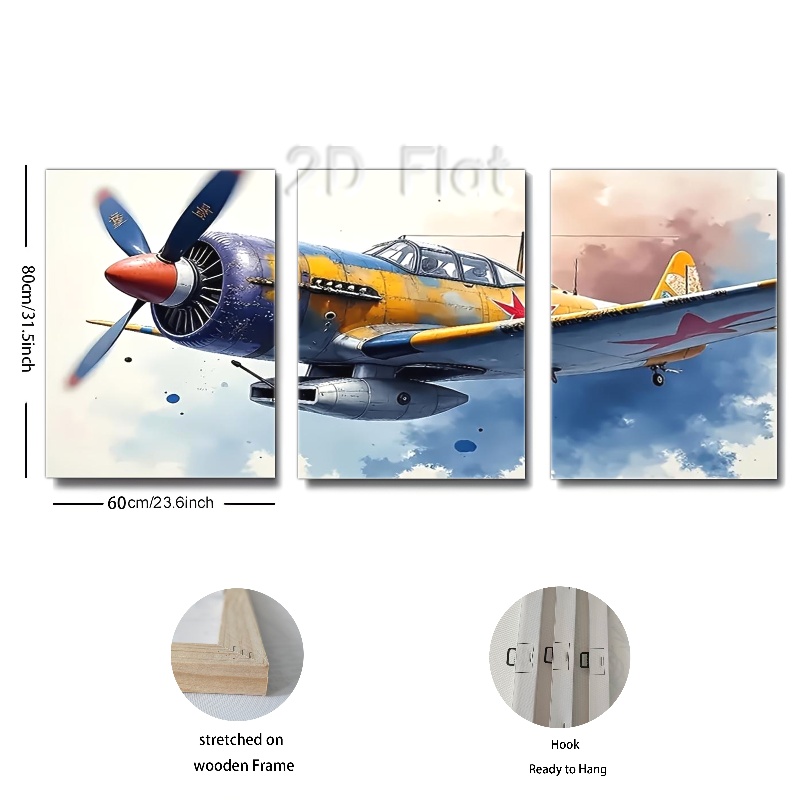 2D Flat
80cm/31.5inch
60cm/23.6inch
stretched on
wooden Frame
Hook
Ready to Hang